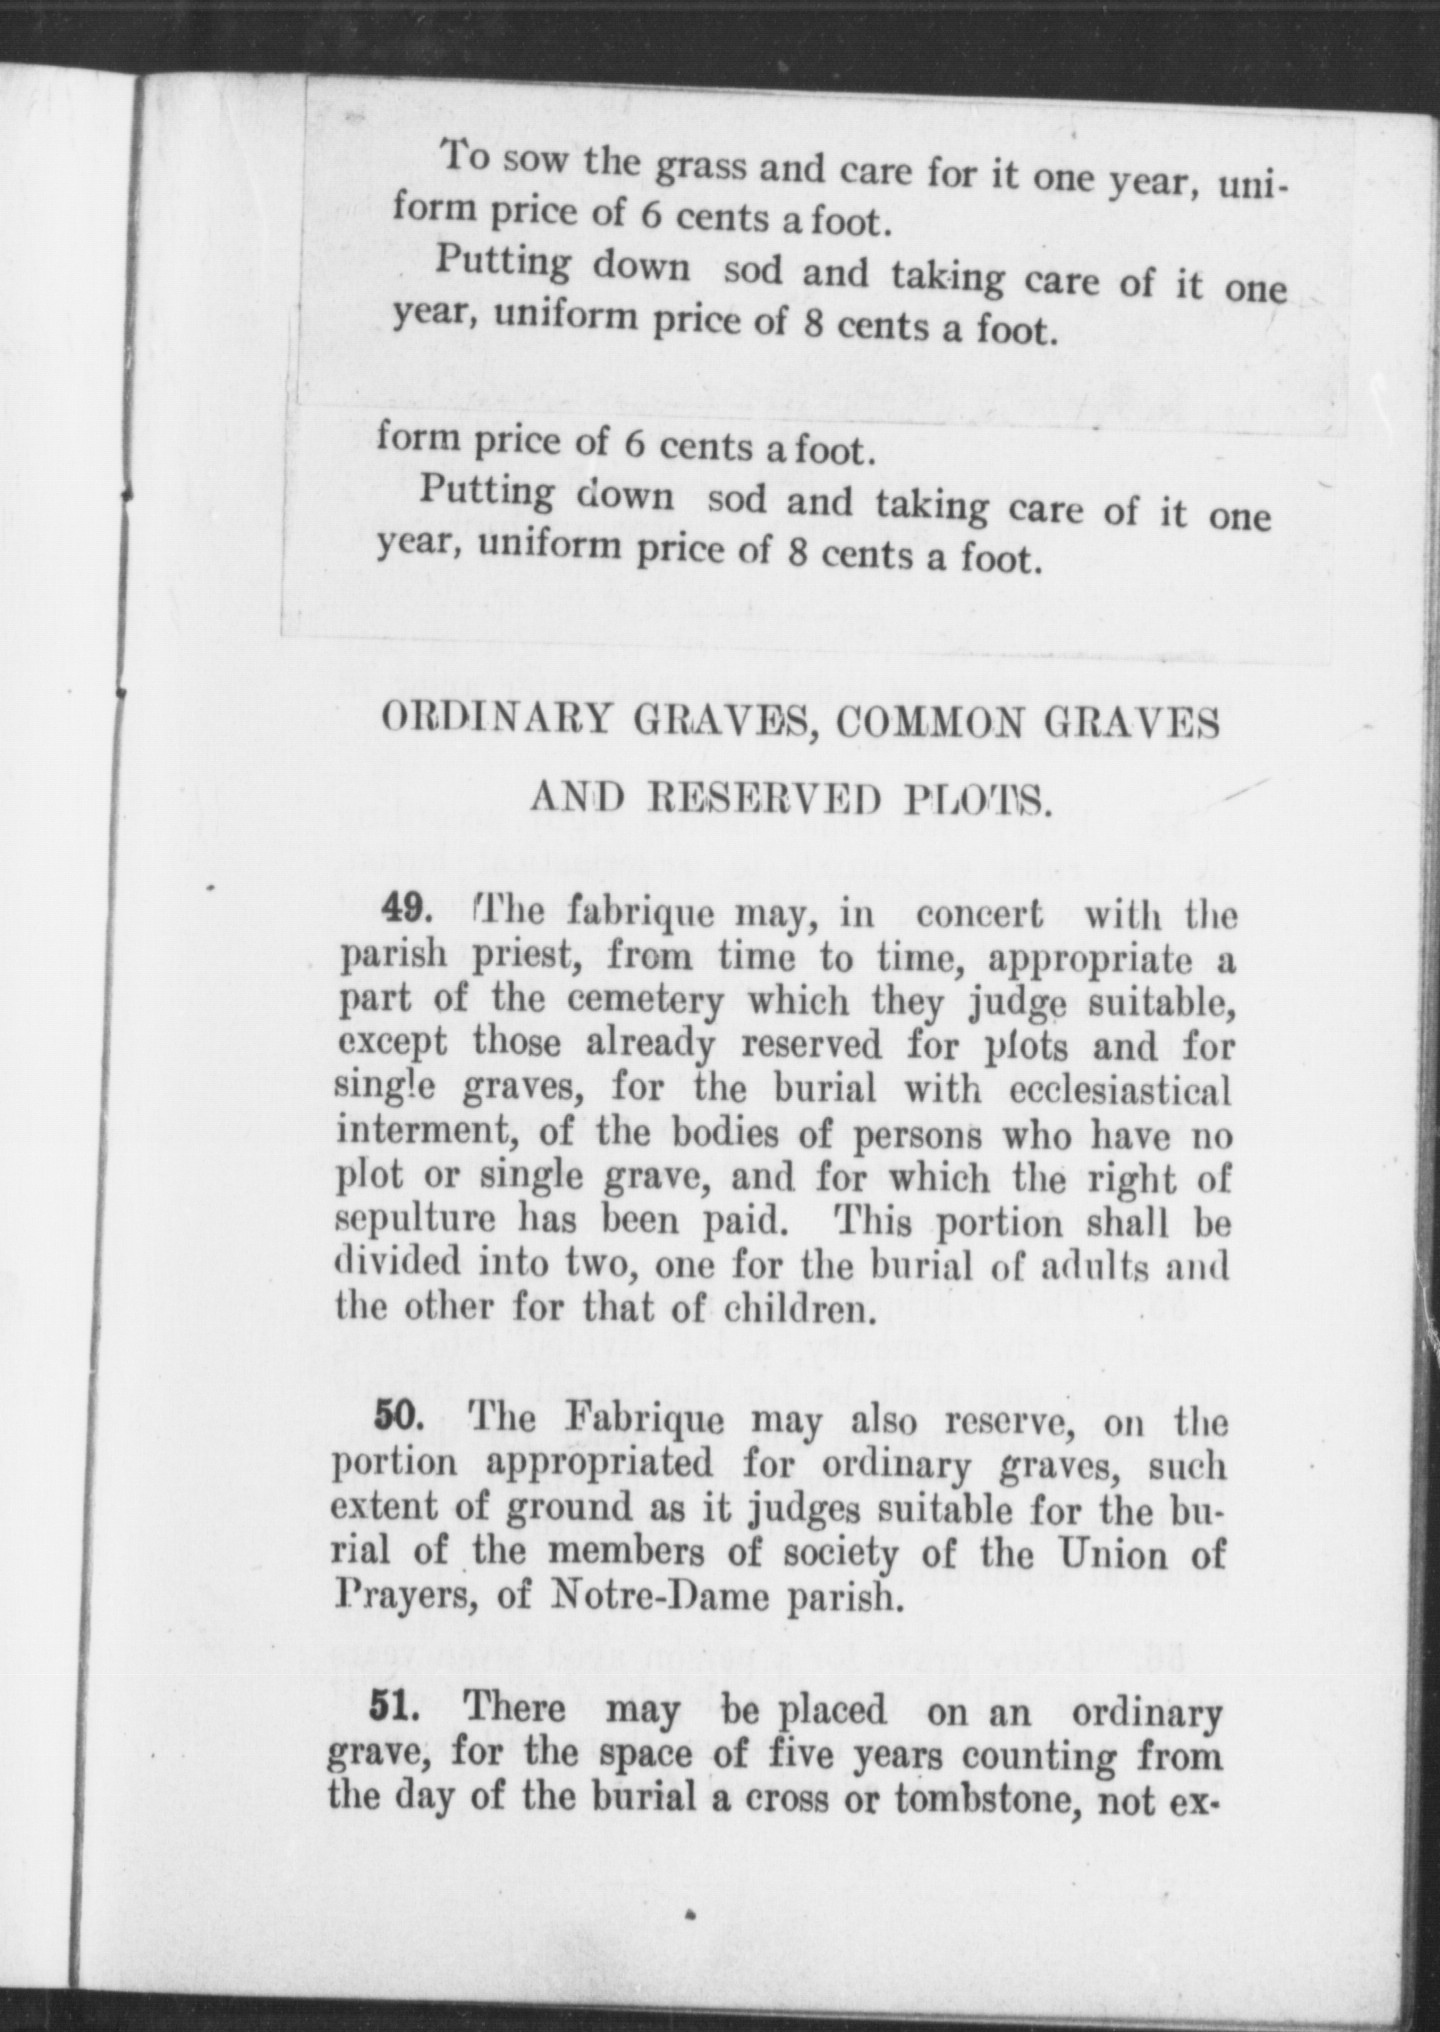 To sow the grass and care for it one year, uni-
form price of 6 cents a foot.
Putting down sod and taking care of it one
year, uniform price of 8 cents a foot.
form price of 6 cents a foot.
Putting down sod and taking care of it one
year, uniform price of 8 cents a foot.
ORDINARY GRAVES, COMMON GRAVES
AND RESERVED PLOTS.
49. The fabrique may, in concert with the
parish priest, from time to time, appropriate a
part of the cemetery which they judge suitable,
except those already reserved for plots and for
single graves, for the burial with ecclesiastical
interment, of the bodies of persons who have no
plot or single grave, and for which the right of
sepulture has been paid. This portion shall be
divided into two, one for the burial of adults and
the other for that of children.
50. The Fabrique may also reserve, on the
portion appropriated for ordinary graves, such
extent of ground as it judges suitable for the bu-
rial of the members of society of the Union of
Prayers, of Notre-Dame parish.
51. There may be placed on an ordinary
grave, for the space of five years counting from
the day of the burial a cross or tombstone, not ex-